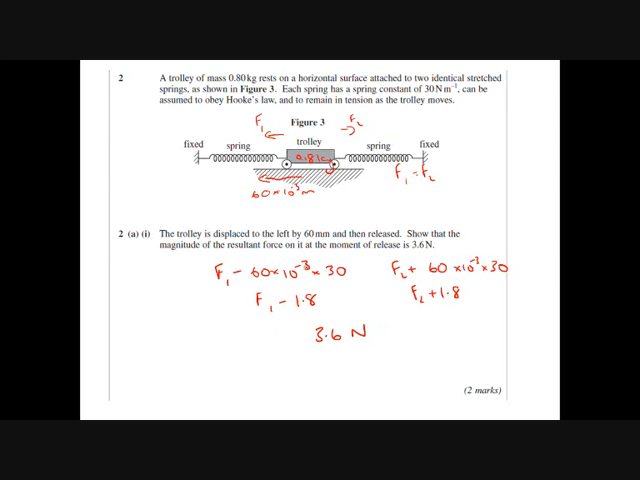 2 A trolley of mass 0.80 kg rests on a horizontal surface attached to two identical stretched
springs, as shown in Figure 3. Each spring has a spring constant of 30 N m⁻¹, can be
assumed to obey Hooke's law, and to remain in tension as the trolley moves.
Figure 3
F₁ F₂
fixed spring trolley spring fixed
F₁ = F₂
60 × 10⁻³ m
2 (a) (i) The trolley is displaced to the left by 60 mm and then released. Show that the
magnitude of the resultant force on it at the moment of release is 3.6 N.
F₁ − 60 × 10⁻³ × 30 F₂ + 60 × 10⁻³ × 30
F₁ − 1.8 F₂ + 1.8
3.6 N
(2 marks)